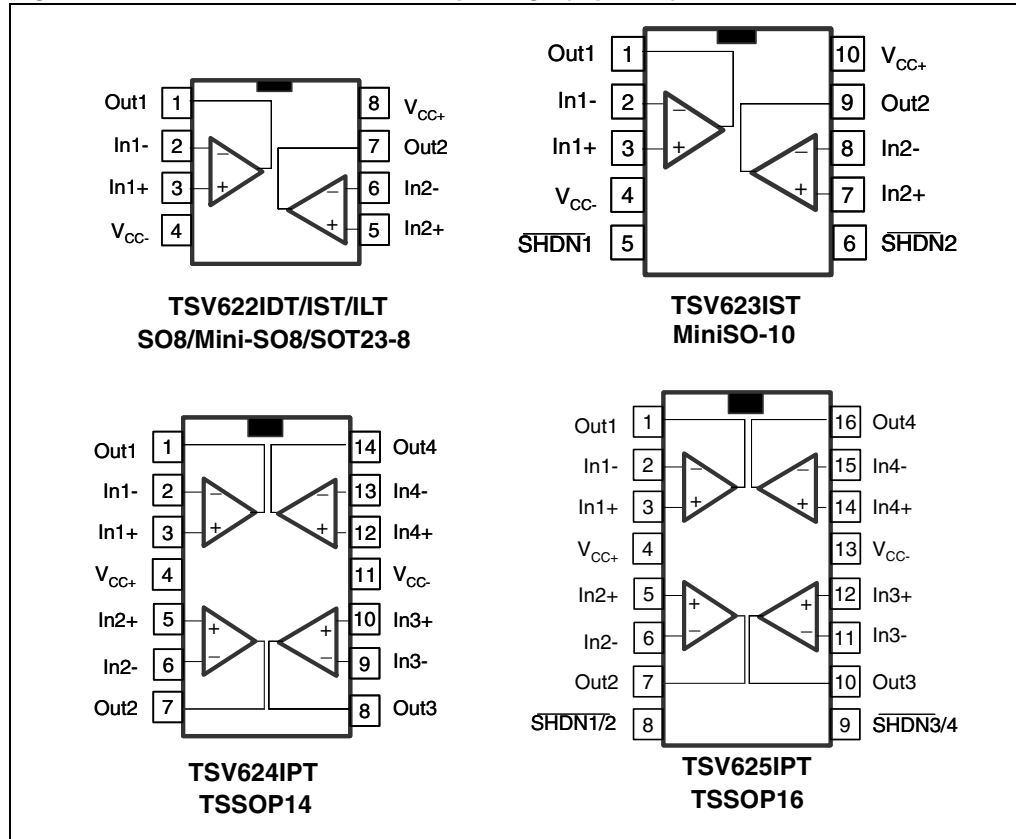 Out1 1 8 VCC+
In1- 2 − 7 Out2
In1+ 3 + − 6 In2-
VCC- 4 + 5 In2+
TSV622IDT/IST/ILT
SO8/Mini-SO8/SOT23-8
Out1 1 10 VCC+
In1- 2 − 9 Out2
In1+ 3 + − 8 In2-
VCC- 4 + 7 In2+
SHDN1 5 6 SHDN2
TSV623IST
MiniSO-10
Out1 1 14 Out4
In1- 2 − − 13 In4-
In1+ 3 + + 12 In4+
VCC+ 4 11 VCC-
In2+ 5 + + 10 In3+
In2- 6 − − 9 In3-
Out2 7 8 Out3
TSV624IPT
TSSOP14
Out1 1 16 Out4
In1- 2 − − 15 In4-
In1+ 3 + + 14 In4+
VCC+ 4 13 VCC-
In2+ 5 + + 12 In3+
In2- 6 − − 11 In3-
Out2 7 10 Out3
SHDN1/2 8 9 SHDN3/4
TSV625IPT
TSSOP16